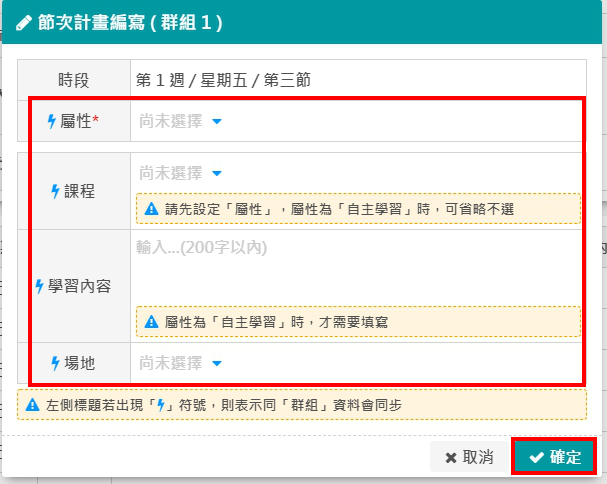 節次計畫編寫 ( 群組 1 )
時段 第 1 週 / 星期五 / 第三節
屬性* 尚未選擇
課程 尚未選擇
請先設定「屬性」，屬性為「自主學習」時，可省略不選
學習內容 輸入...(200字以內)
屬性為「自主學習」時，才需要填寫
場地 尚未選擇
左側標題若出現「」符號，則表示同「群組」資料會同步
取消 確定